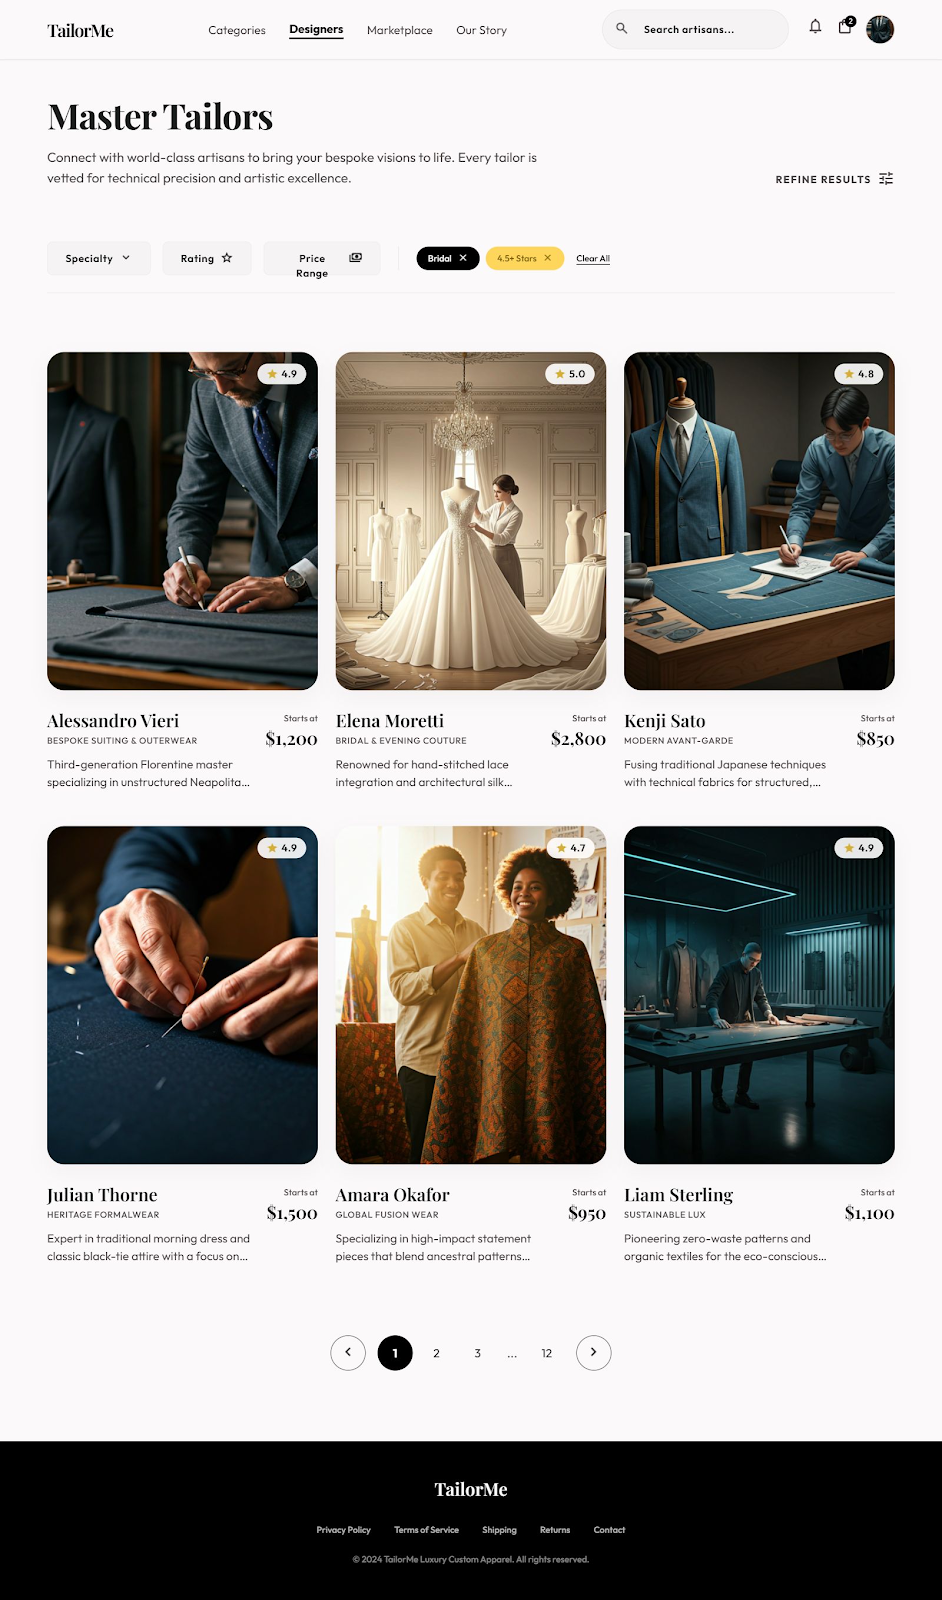 TailorMe
Categories
Designers
Marketplace
Our Story
Search artisans...
2
Master Tailors
Connect with world-class artisans to bring your bespoke visions to life. Every tailor is
vetted for technical precision and artistic excellence.
REFINE RESULTS
Specialty
Rating
Price
Range
Bridal
4.5+ Stars
Clear All
4.9
5.0
4.8
Alessandro Vieri
BESPOKE SUITING & OUTERWEAR
Starts at
$1,200
Third-generation Florentine master
specializing in unstructured Neapolita...
Elena Moretti
BRIDAL & EVENING COUTURE
Starts at
$2,800
Renowned for hand-stitched lace
integration and architectural silk...
Kenji Sato
MODERN AVANT-GARDE
Starts at
$850
Fusing traditional Japanese techniques
with technical fabrics for structured,...
4.9
4.7
4.9
Julian Thorne
HERITAGE FORMALWEAR
Starts at
$1,500
Expert in traditional morning dress and
classic black-tie attire with a focus on...
Amara Okafor
GLOBAL FUSION WEAR
Starts at
$950
Specializing in high-impact statement
pieces that blend ancestral patterns...
Liam Sterling
SUSTAINABLE LUX
Starts at
$1,100
Pioneering zero-waste patterns and
organic textiles for the eco-conscious...
1 2 3 ... 12
TailorMe
Privacy Policy
Terms of Service
Shipping
Returns
Contact
© 2024 TailorMe Luxury Custom Apparel. All rights reserved.